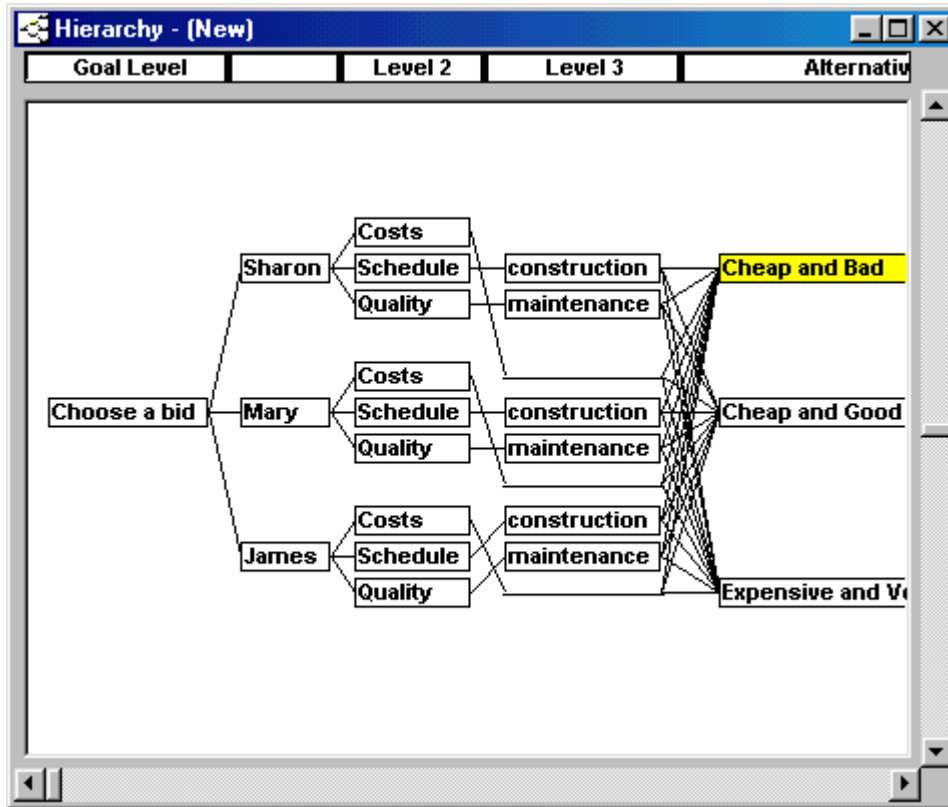 Hierarchy - (New)
Goal Level Level 2 Level 3 Alternativ
Costs
Sharon Schedule construction Cheap and Bad
Quality maintenance
Costs
Choose a bid Mary Schedule construction Cheap and Good
Quality maintenance
Costs construction
James Schedule maintenance
Quality Expensive and Ve